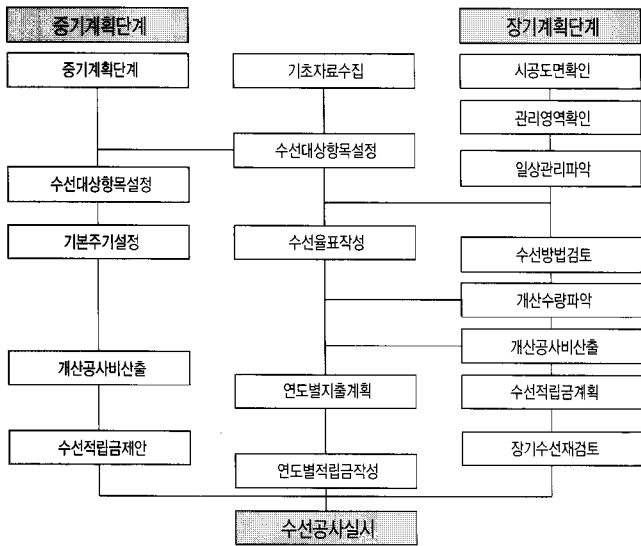 중기계획단계
장기계획단계
중기계획단계
기초자료수집
시공도면확인
관리영역확인
수선대상항목설정
일상관리파악
수선대상항목설정
기본주기설정
수선율표작성
수선방법검토
개산수량파악
개산공사비산출
개산공사비산출
연도별지출계획
수선적립금계획
수선적립금제안
장기수선재검토
연도별적립금작성
수선공사실시